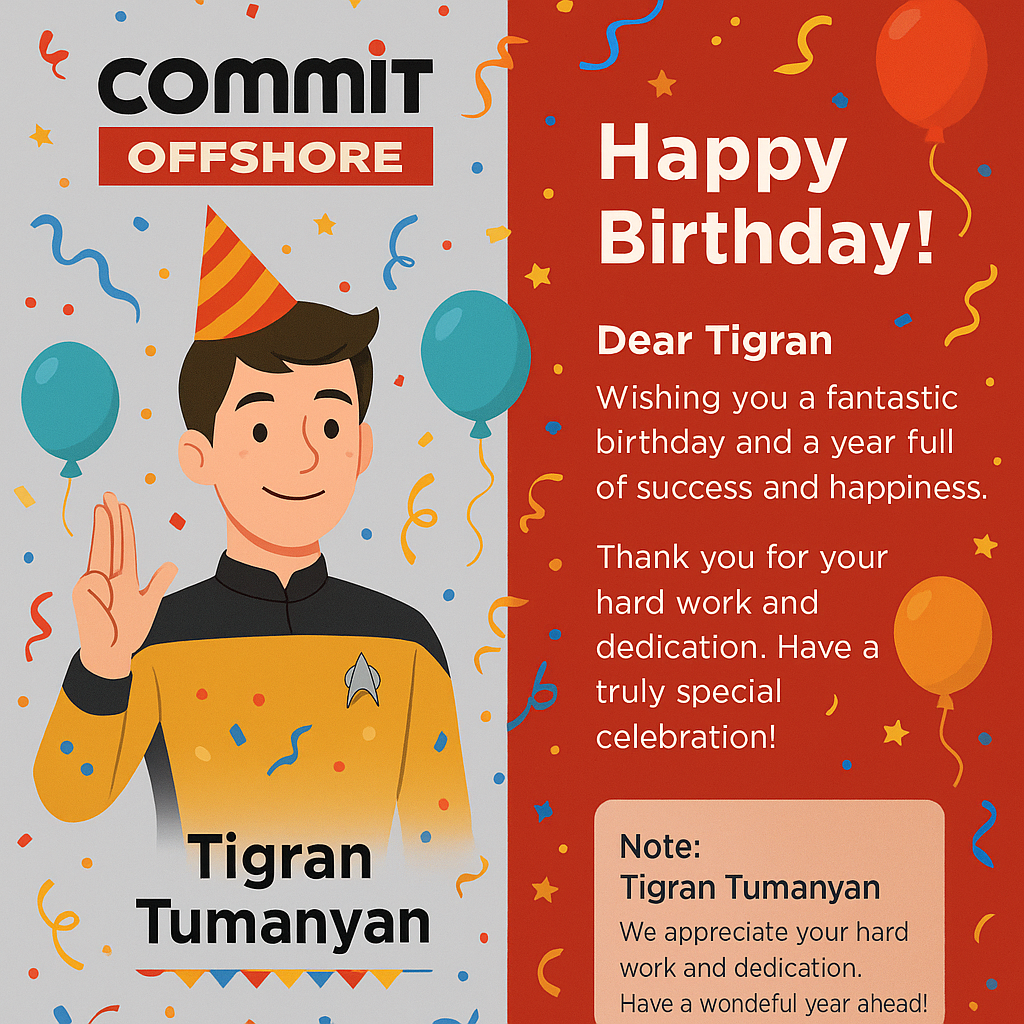 commiT
OFFSHORE
Tigran
Tumanyan
Happy
Birthday!
Dear Tigran
Wishing you a fantastic
birthday and a year full
of success and happiness.
Thank you for your
hard work and
dedication. Have a
truly special
celebration!
Note:
Tigran Tumanyan
We appreciate your hard
work and dedication.
Have a wondeful year ahead!